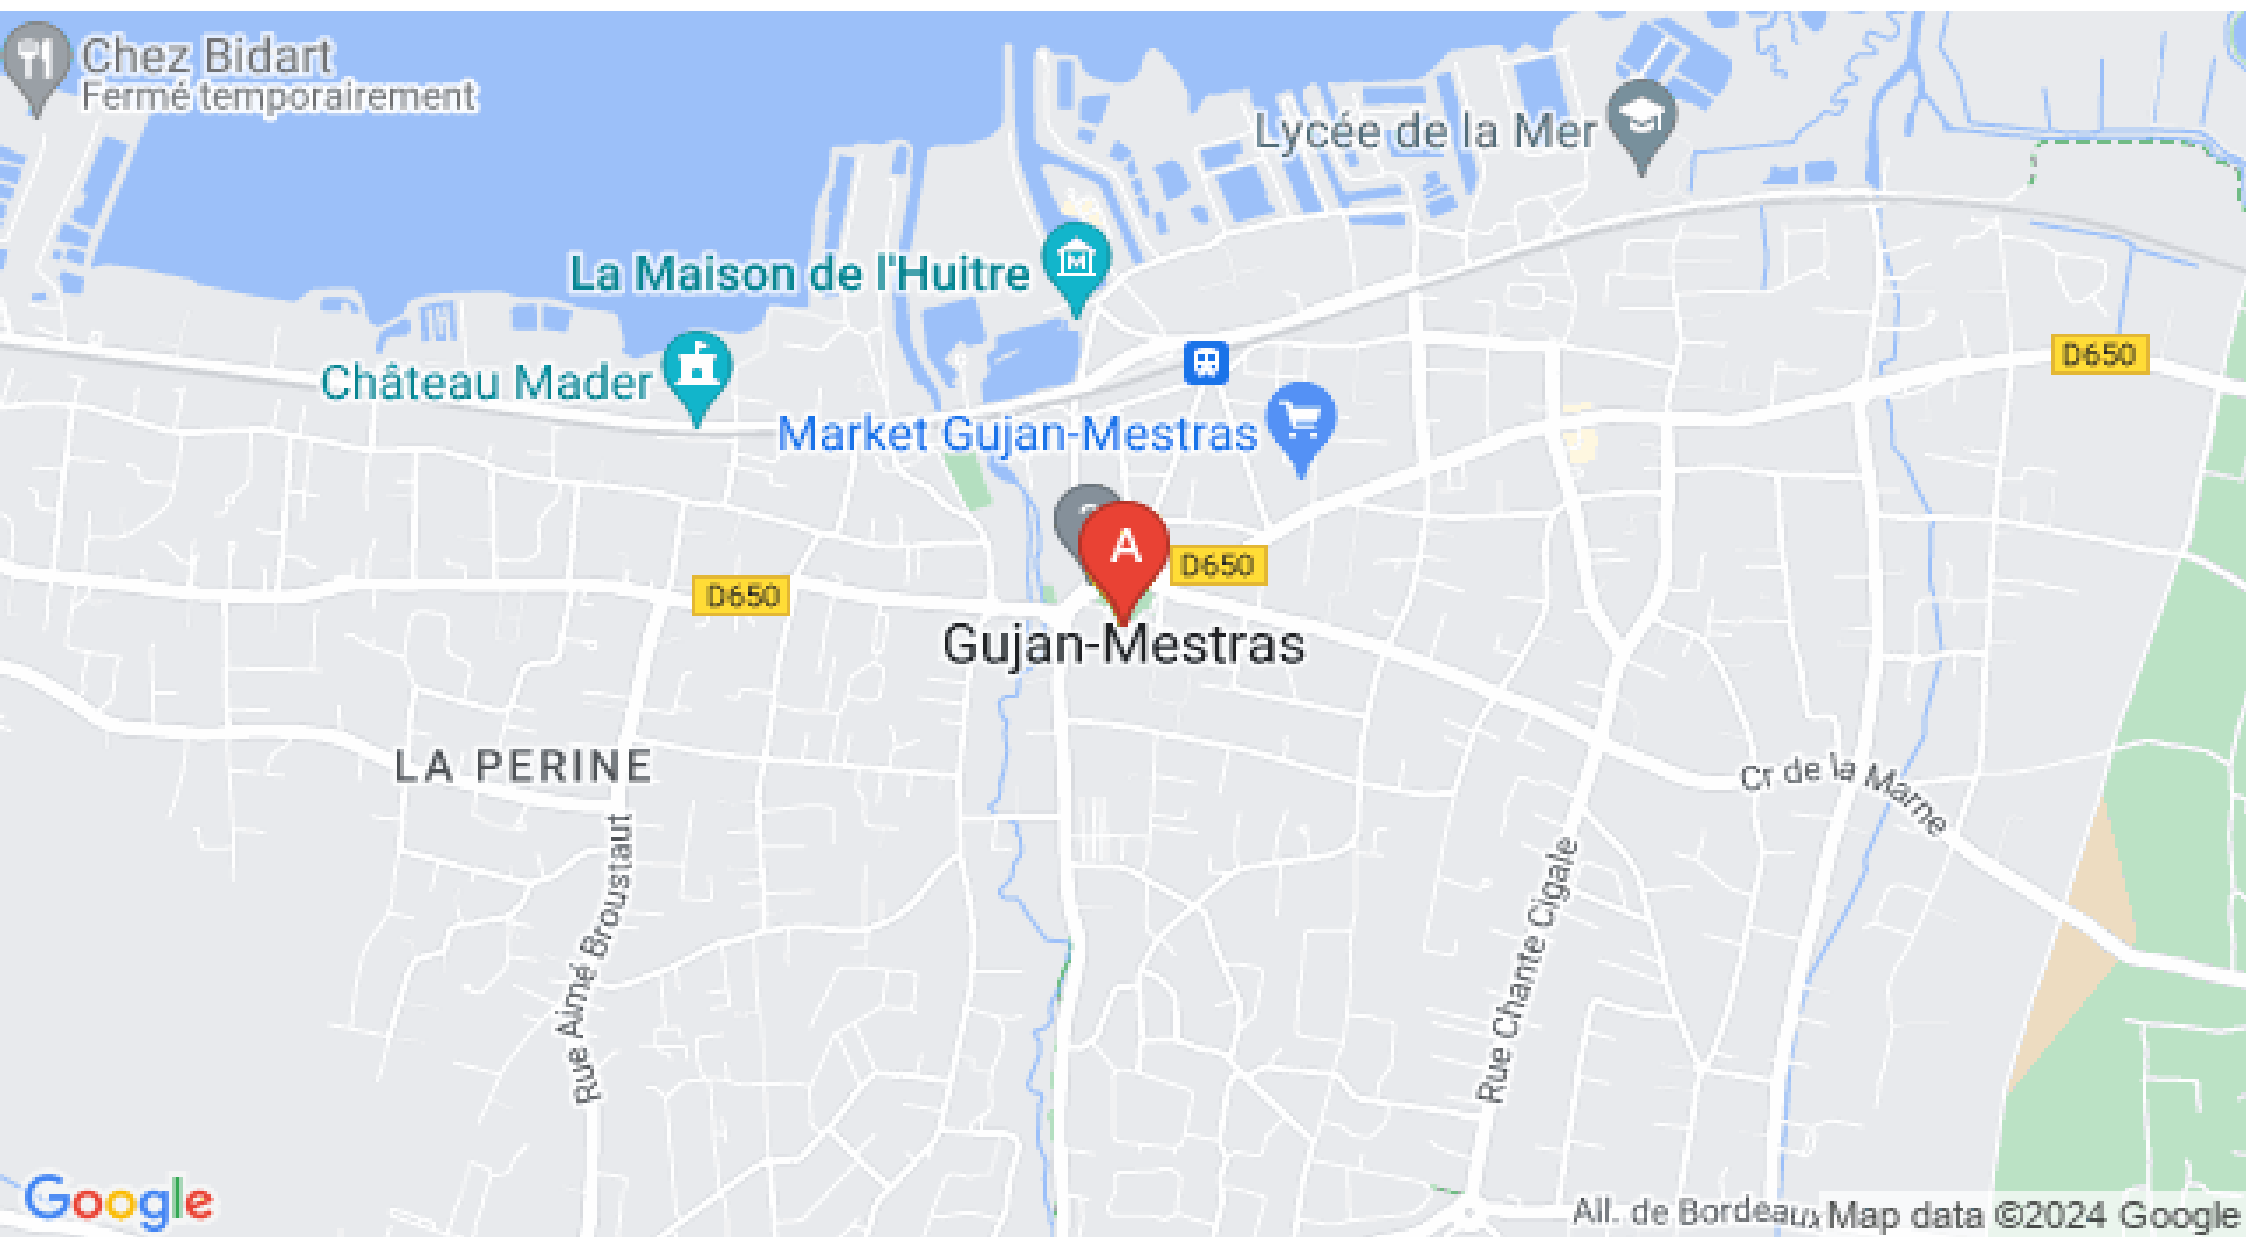 Chez Bidart
Fermé temporairement
Lycée de la Mer
La Maison de l'Huitre
D650
Château Mader
Market Gujan-Mestras
A
D650
D650
Gujan-Mestras
LA PERINE
Cr de la Marne
Rue Aimé Broustaut
Rue Chante Cigale
Google
All. de Bordeaux
Map data ©2024 Google